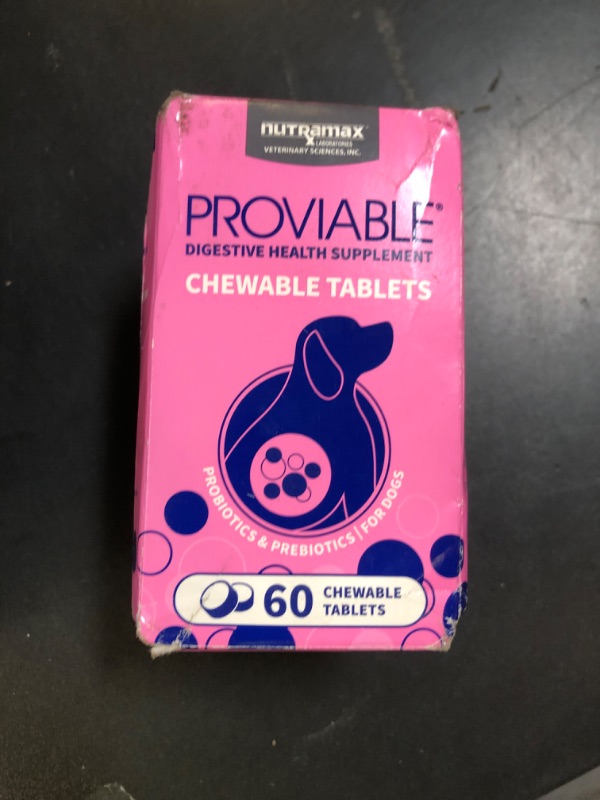 nutramax
LABORATORIES
VETERINARY SCIENCES, INC.
PROVIABLE®
DIGESTIVE HEALTH SUPPLEMENT
CHEWABLE TABLETS
PROBIOTICS & PREBIOTICS | FOR DOGS
60 CHEWABLE
TABLETS